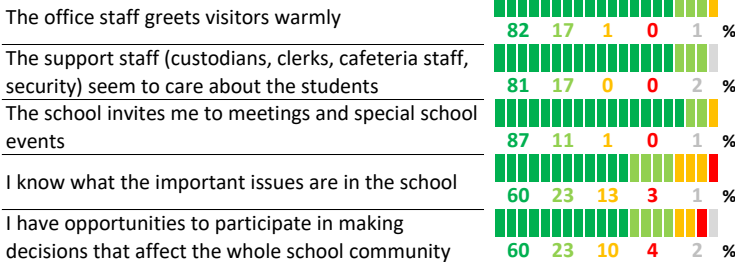 The office staff greets visitors warmly
82 17 1 0 1 %
The support staff (custodians, clerks, cafeteria staff,
security) seem to care about the students
81 17 0 0 2 %
The school invites me to meetings and special school
events
87 11 1 0 1 %
I know what the important issues are in the school
60 23 13 3 1 %
I have opportunities to participate in making
decisions that affect the whole school community
60 23 10 4 2 %